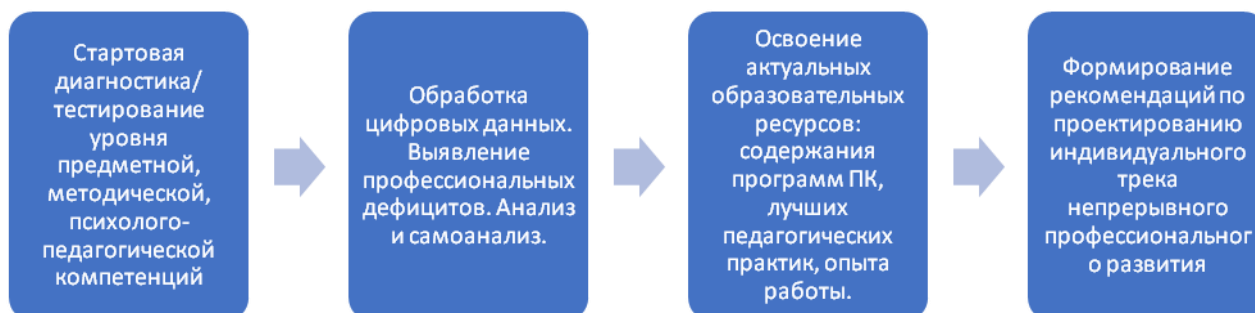 Стартовая
диагностика/
тестирование
уровня
предметной,
методической,
психолого-
педагогической
компетенций
Обработка
цифровых данных.
Выявление
профессиональных
дефицитов. Анализ
и самоанализ.
Освоение
актуальных
образовательных
ресурсов:
содержания
программ ПК,
лучших
педагогических
практик, опыта
работы.
Формирование
рекомендаций по
проектированию
индивидуального
трека
непрерывного
профессиональног
о развития